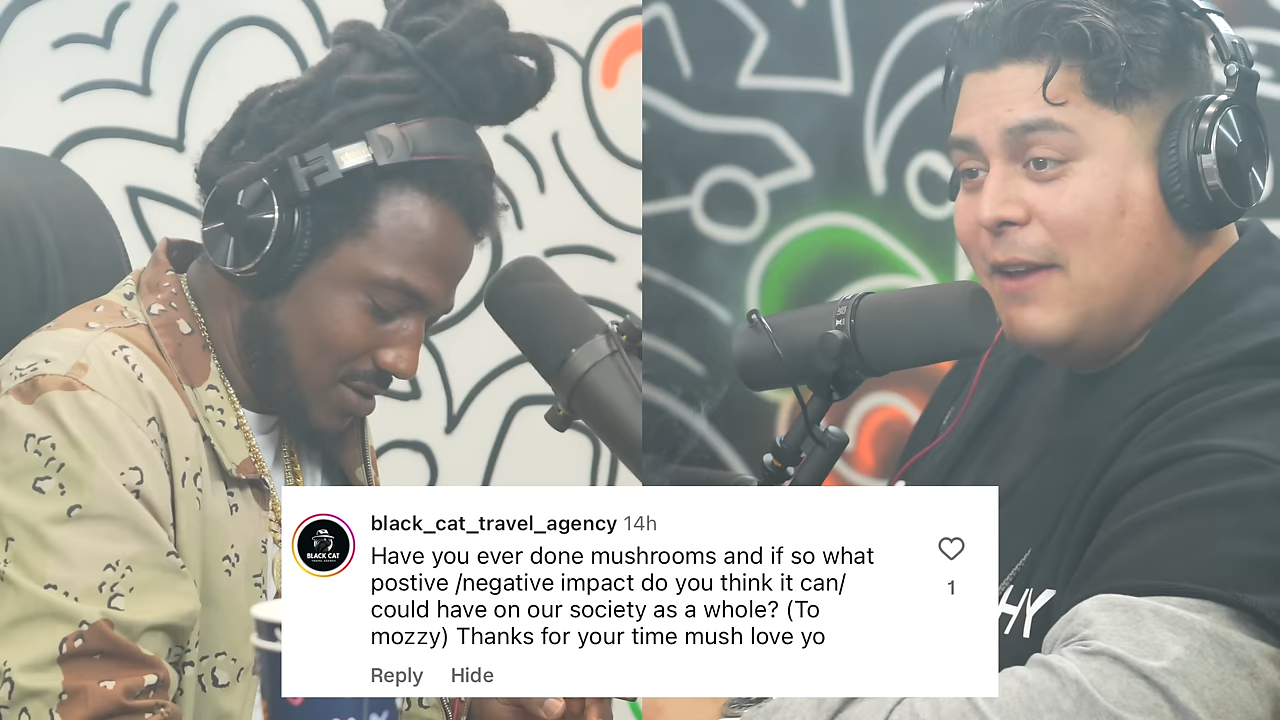 black_cat_travel_agency 14h
Have you ever done mushrooms and if so what
postive /negative impact do you think it can/
could have on our society as a whole? (To
mozzy) Thanks for your time mush love yo
1
Reply Hide
BLACK CAT
HY